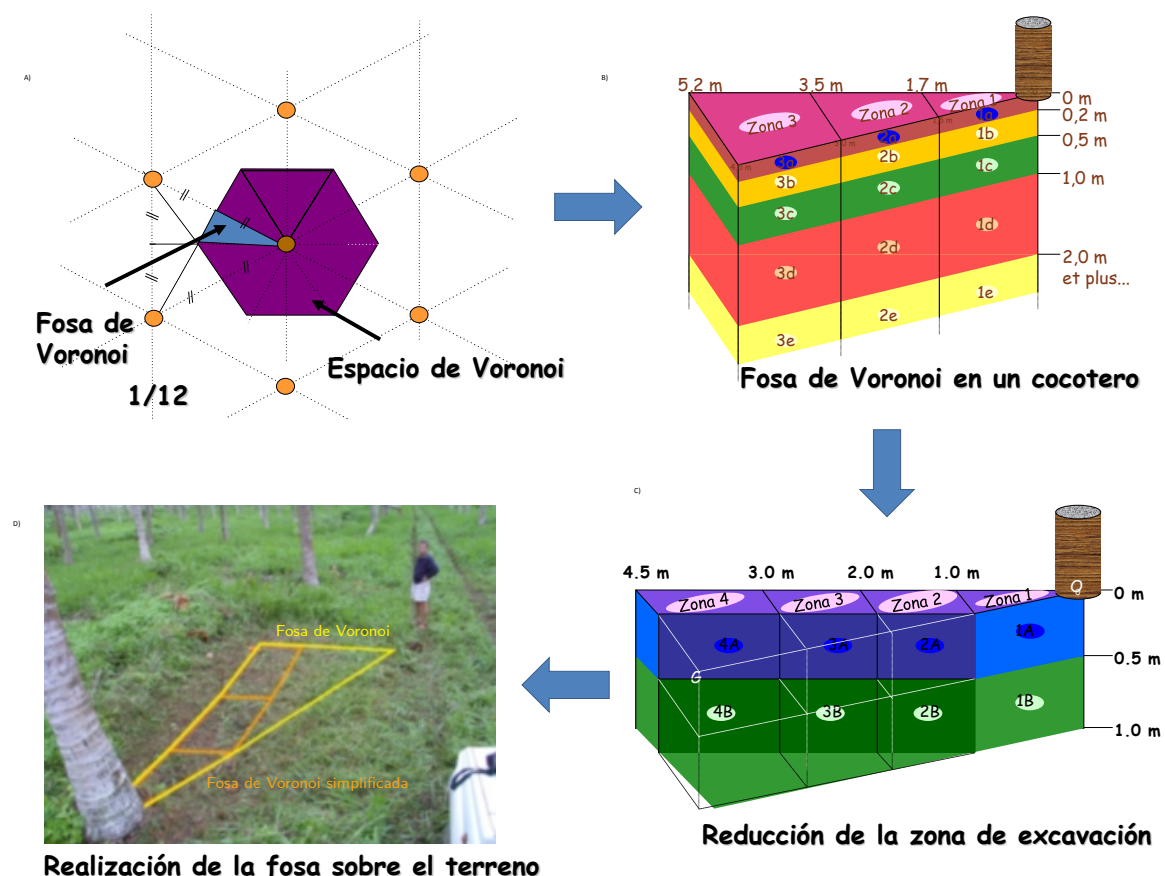 A)
Fosa de
Voronoi
1/12
Espacio de Voronoi
B)
5,2 m
3.5 m
1,7 m
Zona 3
Zona 2
Zona 1
0 m
0,2 m
0,5 m
1,0 m
2,0 m
et plus...
1a
2a
3a
1b
2b
3b
1c
2c
3c
1d
2d
3d
1e
2e
3e
Fosa de Voronoi en un cocotero
C)
4.5 m
3.0 m
2.0 m
1.0 m
Zona 4
Zona 3
Zona 2
Zona 1
Q
G
0 m
0.5 m
1.0 m
4A
3A
2A
1A
4B
3B
2B
1B
Reducción de la zona de excavación
D)
Fosa de Voronoi
Fosa de Voronoi simplificada
Realización de la fosa sobre el terreno